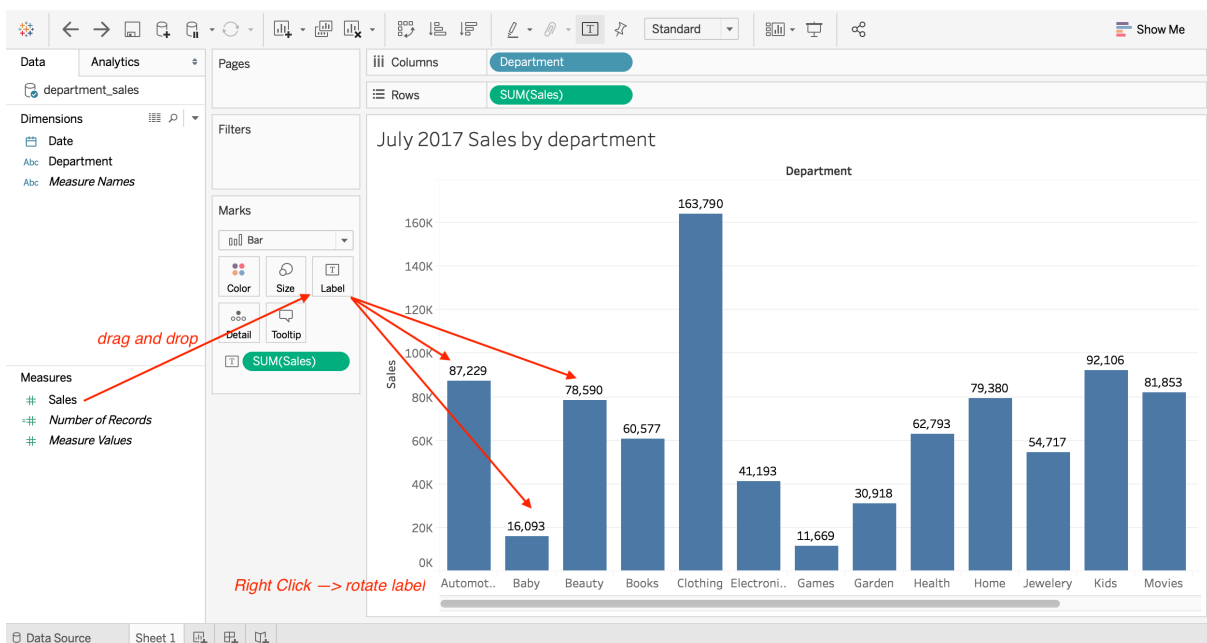 Standard
Show Me
Data
Analytics
Pages
iii Columns
Department
department_sales
Rows
SUM(Sales)
Dimensions
Date
Abc Department
Abc Measure Names
Filters
Marks
Bar
Color
Size
T
Label
Detail
Tooltip
T
SUM(Sales)
drag and drop
Measures
# Sales
=# Number of Records
# Measure Values
July 2017 Sales by department
Department
Sales
160K
140K
120K
100K
80K
60K
40K
20K
0K
87,229
16,093
78,590
60,577
163,790
41,193
11,669
30,918
62,793
79,380
54,717
92,106
81,853
Right Click —> rotate label
Automot..
Baby
Beauty
Books
Clothing
Electroni..
Games
Garden
Health
Home
Jewelery
Kids
Movies
Data Source
Sheet 1